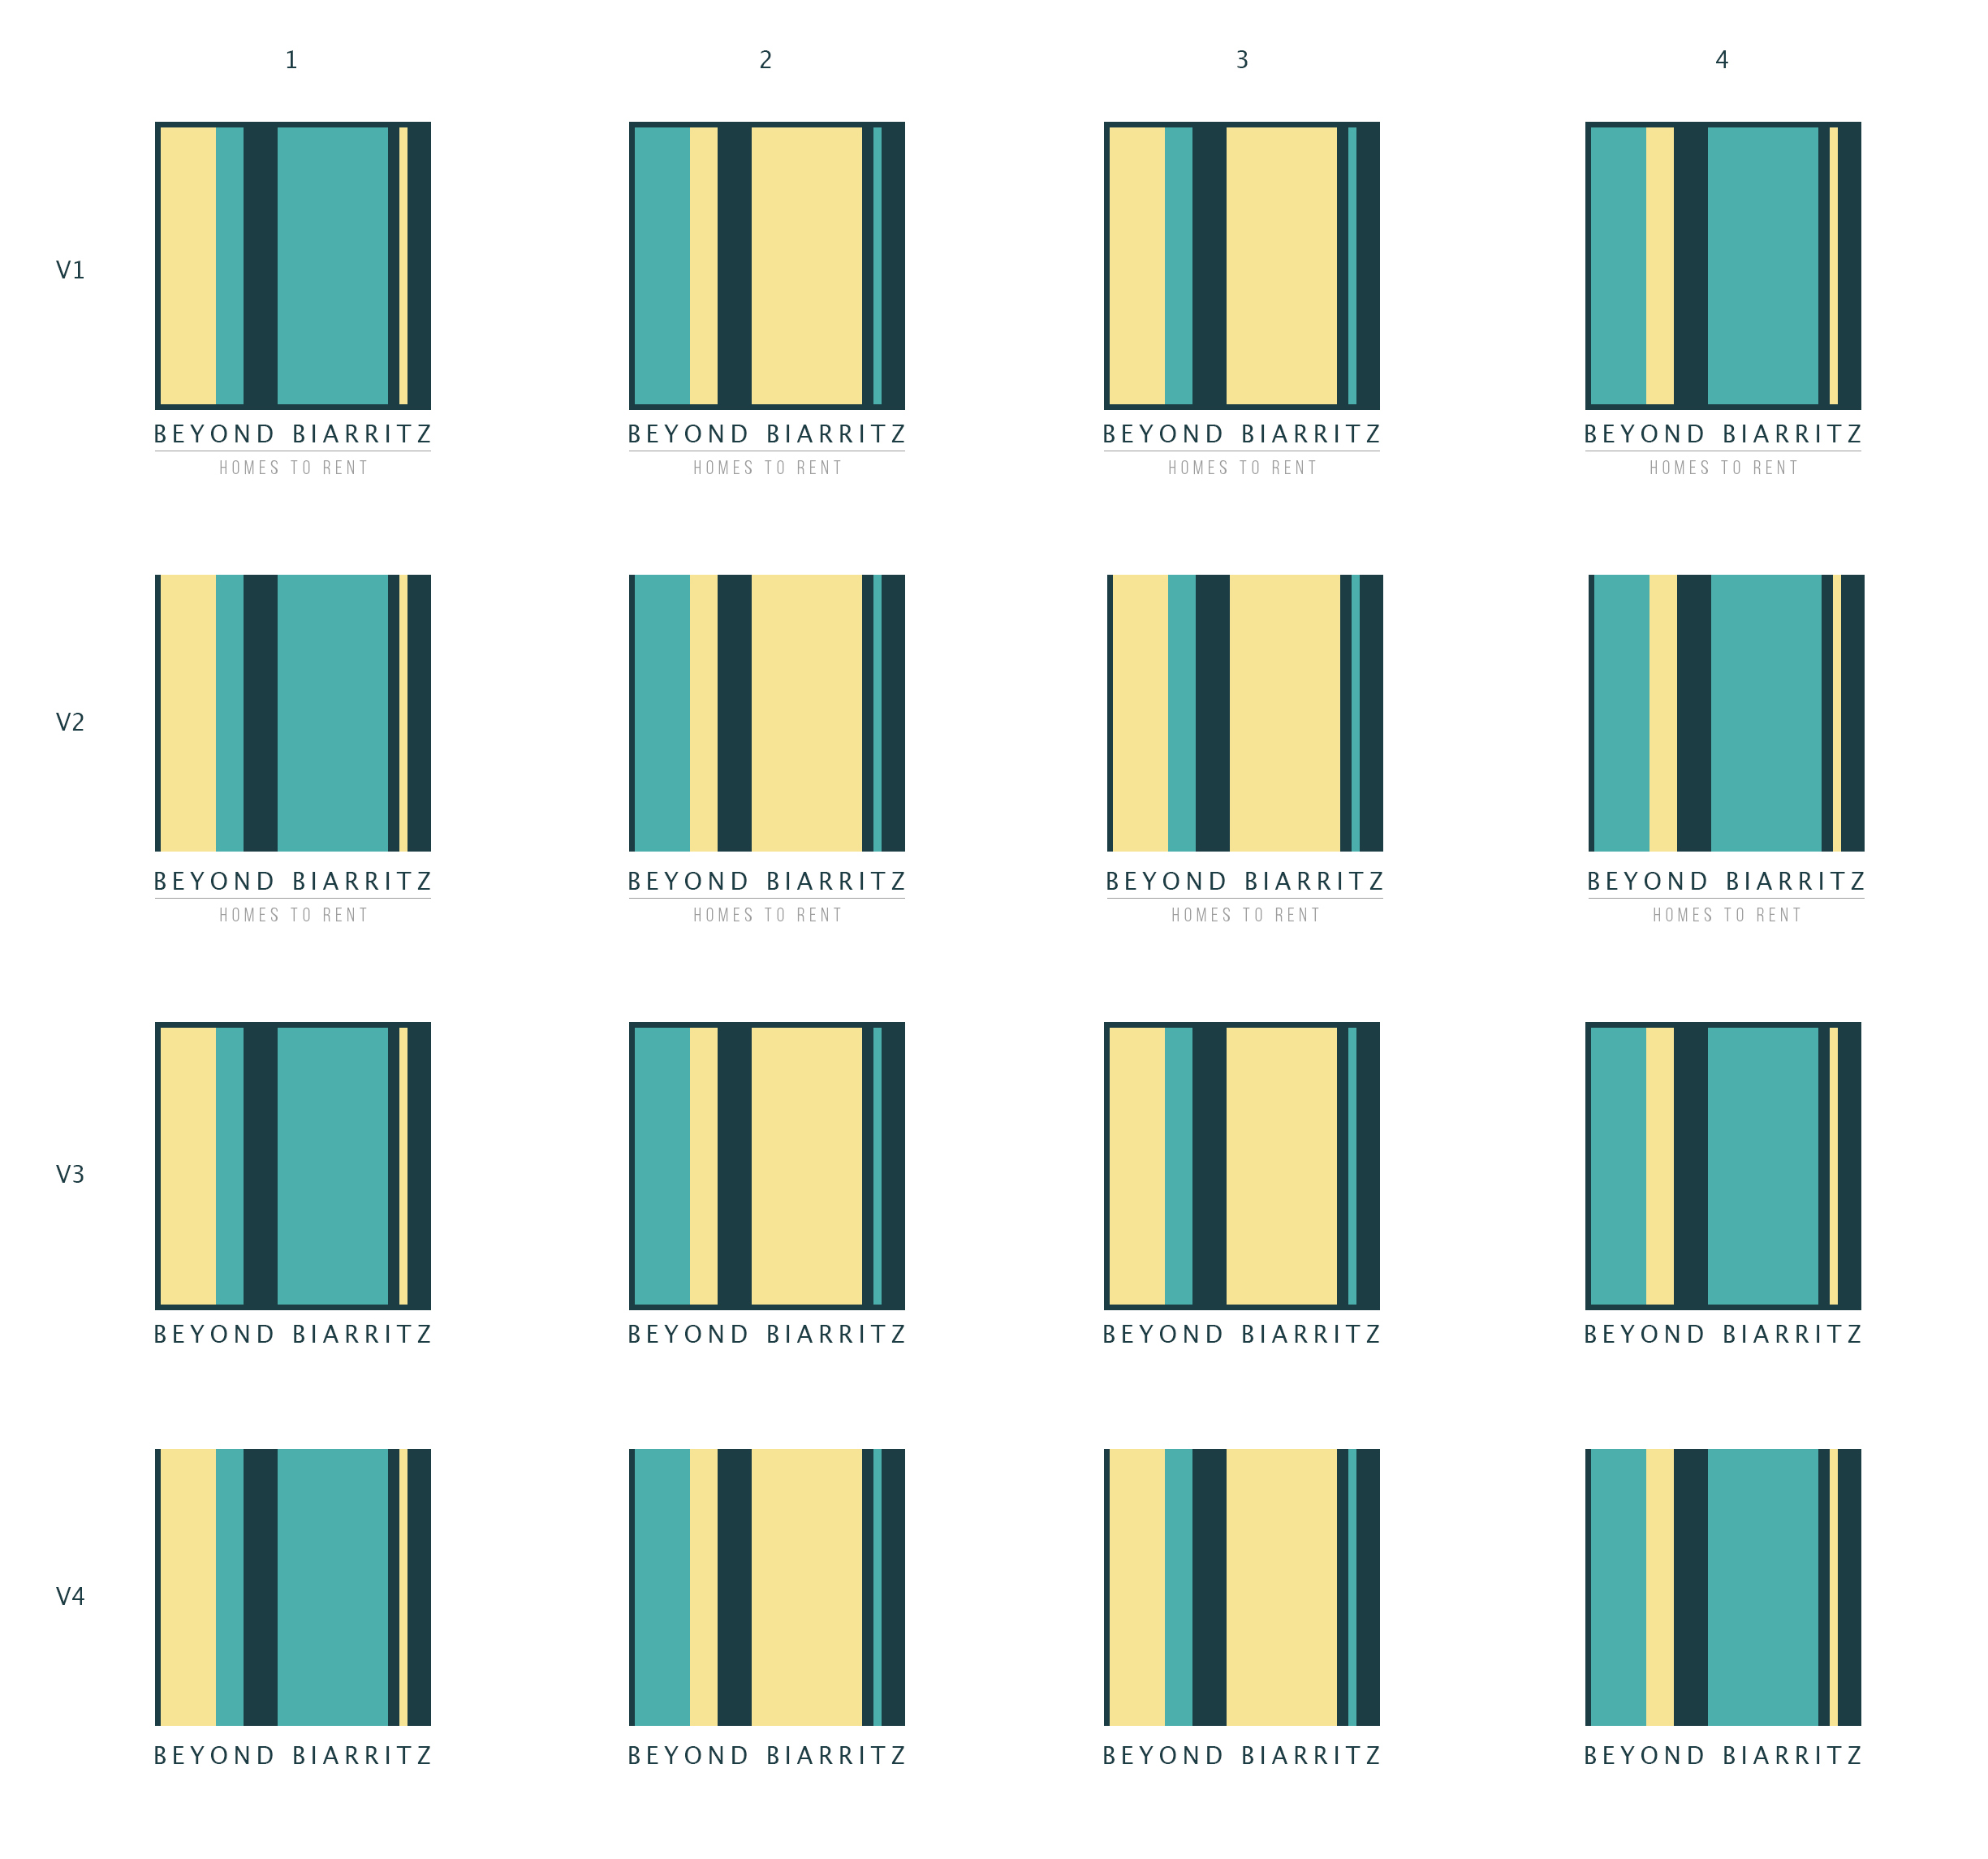 1 2 3 4
V1
BEYOND BIARRITZ BEYOND BIARRITZ BEYOND BIARRITZ BEYOND BIARRITZ
HOMES TO RENT HOMES TO RENT HOMES TO RENT HOMES TO RENT
V2
BEYOND BIARRITZ BEYOND BIARRITZ BEYOND BIARRITZ BEYOND BIARRITZ
HOMES TO RENT HOMES TO RENT HOMES TO RENT HOMES TO RENT
V3
BEYOND BIARRITZ BEYOND BIARRITZ BEYOND BIARRITZ BEYOND BIARRITZ
V4
BEYOND BIARRITZ BEYOND BIARRITZ BEYOND BIARRITZ BEYOND BIARRITZ